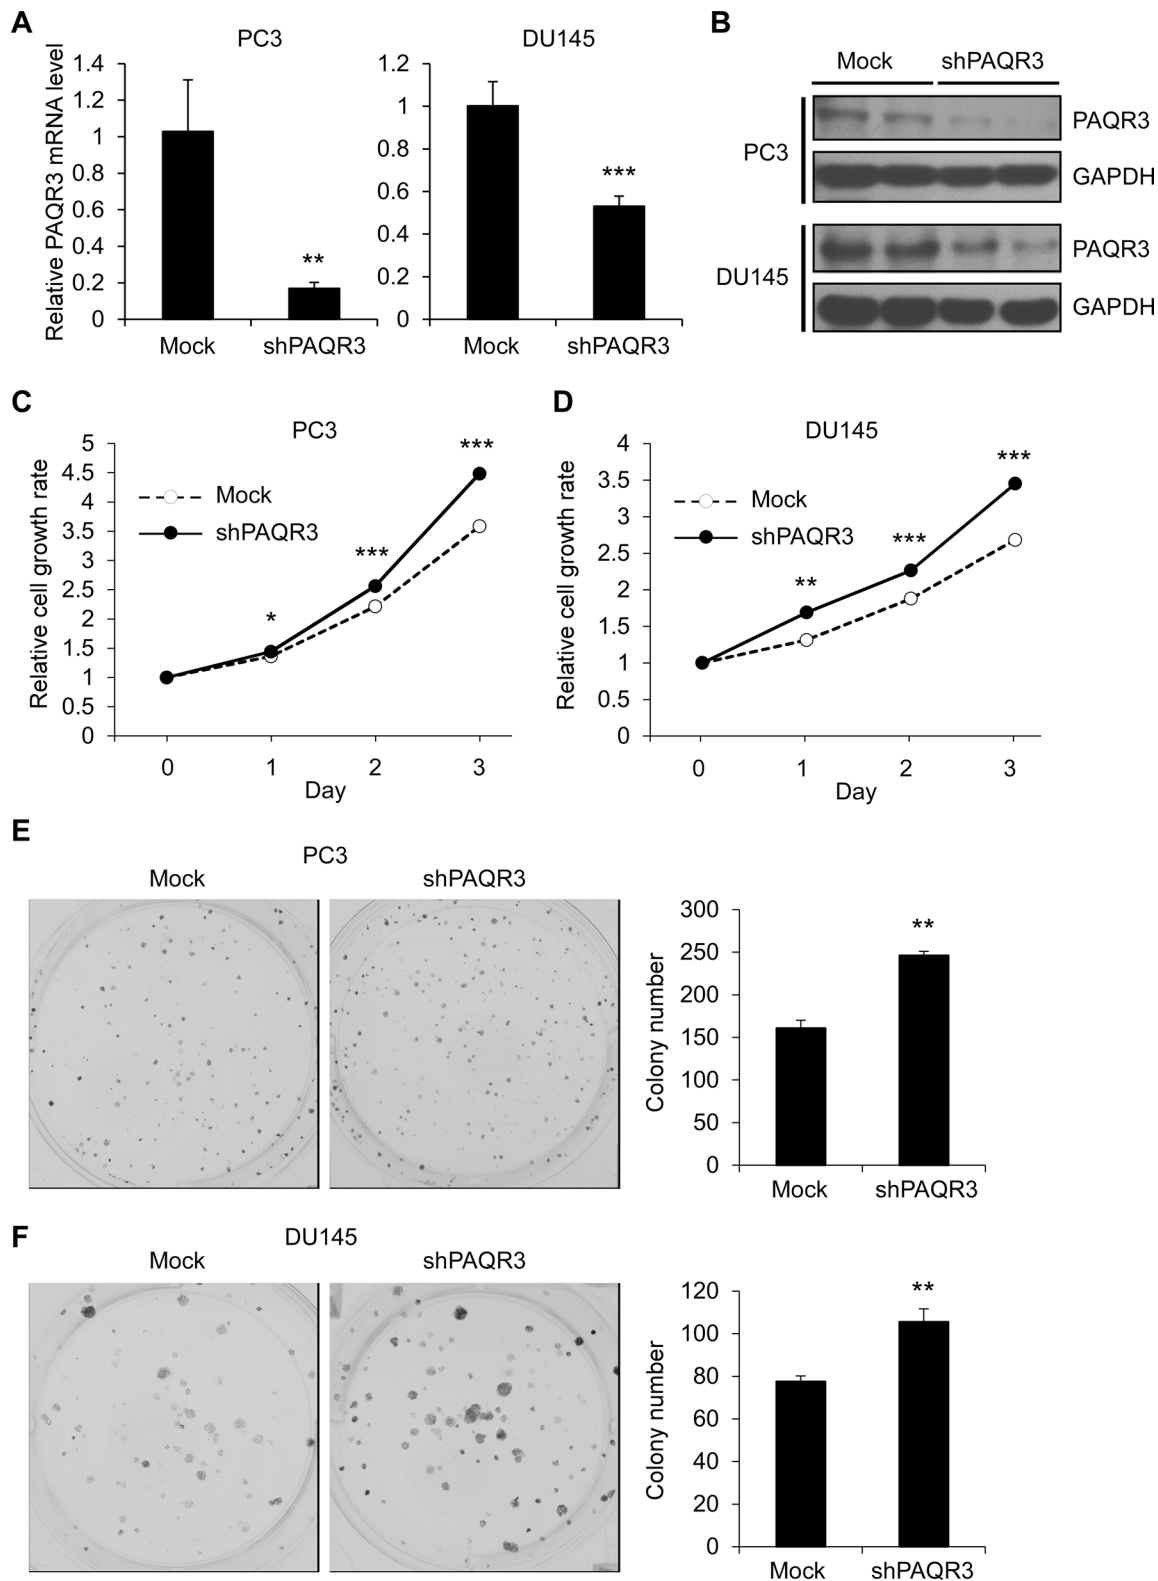 A
PC3
DU145
Relative PAQR3 mRNA level
1.4
1.2
1
0.8
0.6
0.4
0.2
0
**
Mock
shPAQR3
1.2
1
0.8
0.6
0.4
0.2
0
***
Mock
shPAQR3
B
Mock
shPAQR3
PC3
PAQR3
GAPDH
DU145
PAQR3
GAPDH
C
PC3
Relative cell growth rate
5
4.5
4
3.5
3
2.5
2
1.5
1
0.5
0
Mock
shPAQR3
*
***
***
0
1
2
3
Day
D
DU145
Relative cell growth rate
4
3.5
3
2.5
2
1.5
1
0.5
0
Mock
shPAQR3
**
***
***
0
1
2
3
Day
E
PC3
Mock
shPAQR3
Colony number
300
250
200
150
100
50
0
**
Mock
shPAQR3
F
DU145
Mock
shPAQR3
Colony number
120
100
80
60
40
20
0
**
Mock
shPAQR3